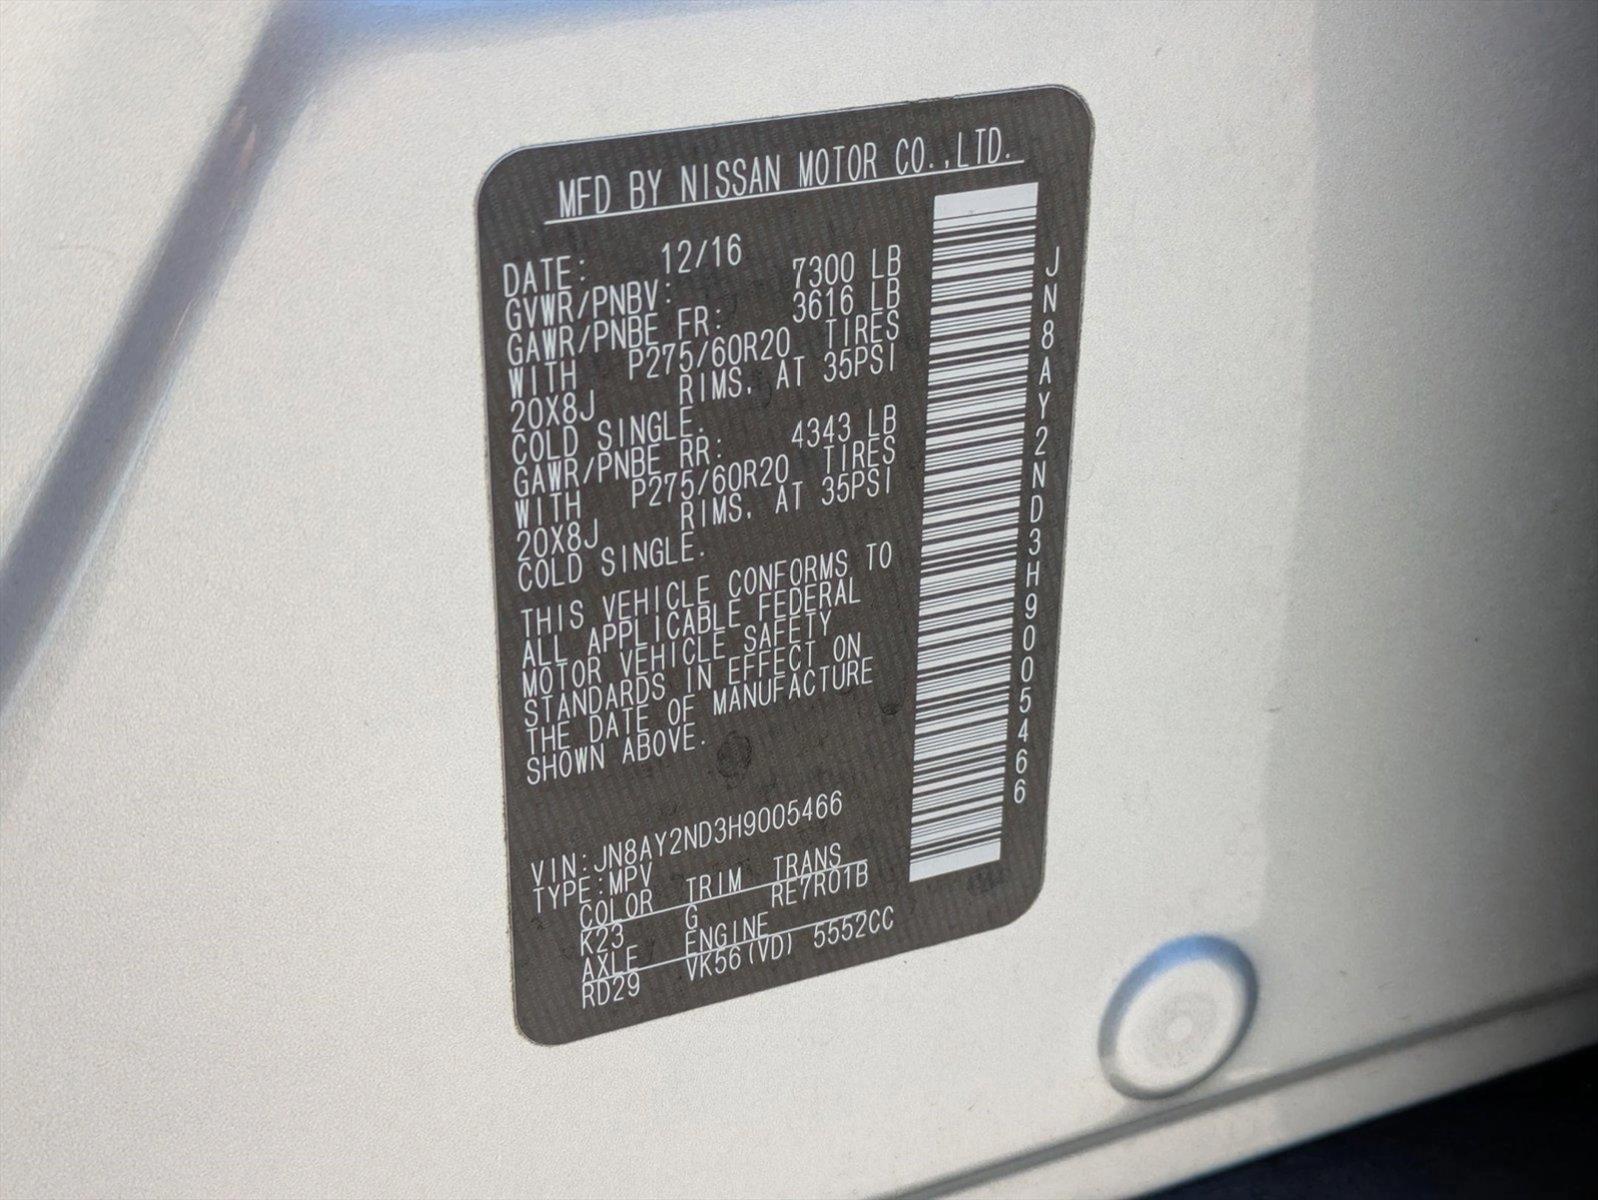 MFD BY NISSAN MOTOR CO.,LTD.
DATE: 12/16
GVWR/PNBV: 7300 LB
GAWR/PNBE FR: 3616 LB
WITH P275/60R20 TIRES
20X8J RIMS, AT 35PSI
COLD SINGLE.
GAWR/PNBE RR: 4343 LB
WITH P275/60R20 TIRES
20X8J RIMS, AT 35PSI
COLD SINGLE.
THIS VEHICLE CONFORMS TO
ALL APPLICABLE FEDERAL
MOTOR VEHICLE SAFETY
STANDARDS IN EFFECT ON
THE DATE OF MANUFACTURE
SHOWN ABOVE.
VIN:JN8AY2ND3H9005466
TYPE:MPV
COLOR TRIM TRANS
K23 G RE7R01B
AXLE ENGINE
RD29 VK56(VD) 5552CC
JN8AY2ND3H9005466